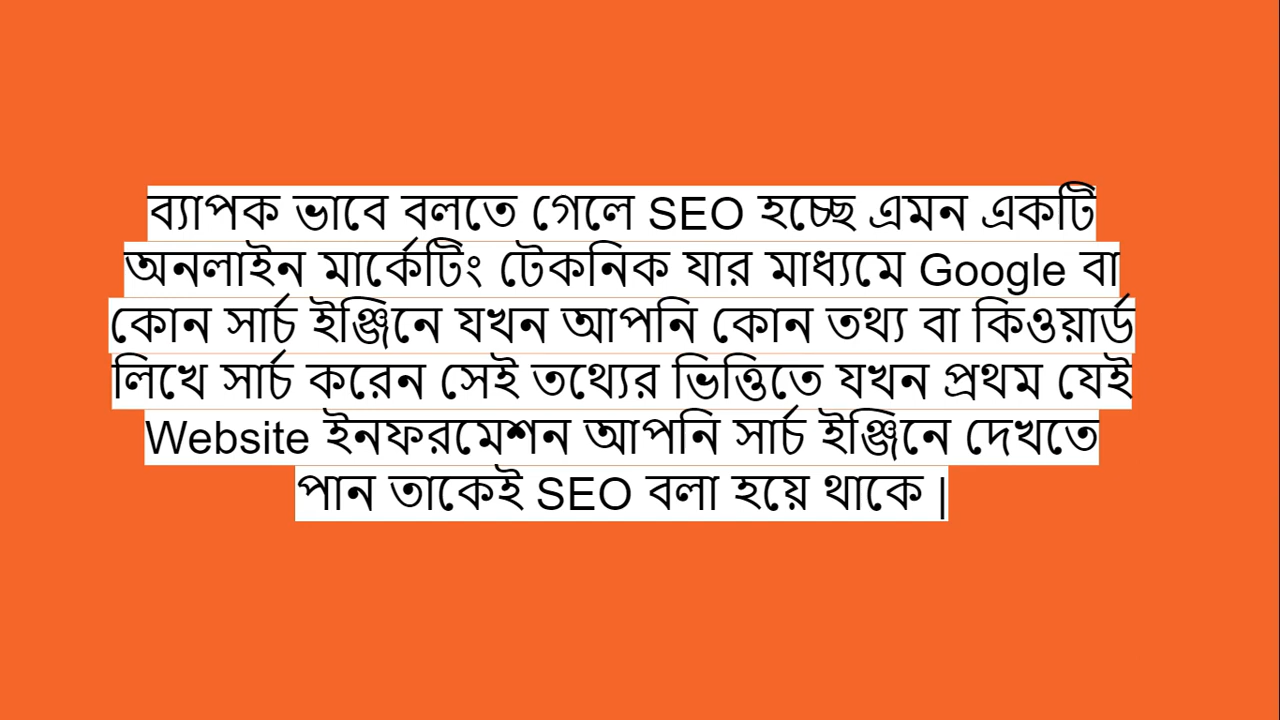 ব্যাপক ভাবে বলতে গেলে SEO হচ্ছে এমন একটি
অনলাইন মার্কেটিং টেকনিক যার মাধ্যমে Google বা
কোন সার্চ ইঞ্জিনে যখন আপনি কোন তথ্য বা কিওয়ার্ড
লিখে সার্চ করেন সেই তথ্যের ভিত্তিতে যখন প্রথম যেই
Website ইনফরমেশন আপনি সার্চ ইঞ্জিনে দেখতে
পান তাকেই SEO বলা হয়ে থাকে |